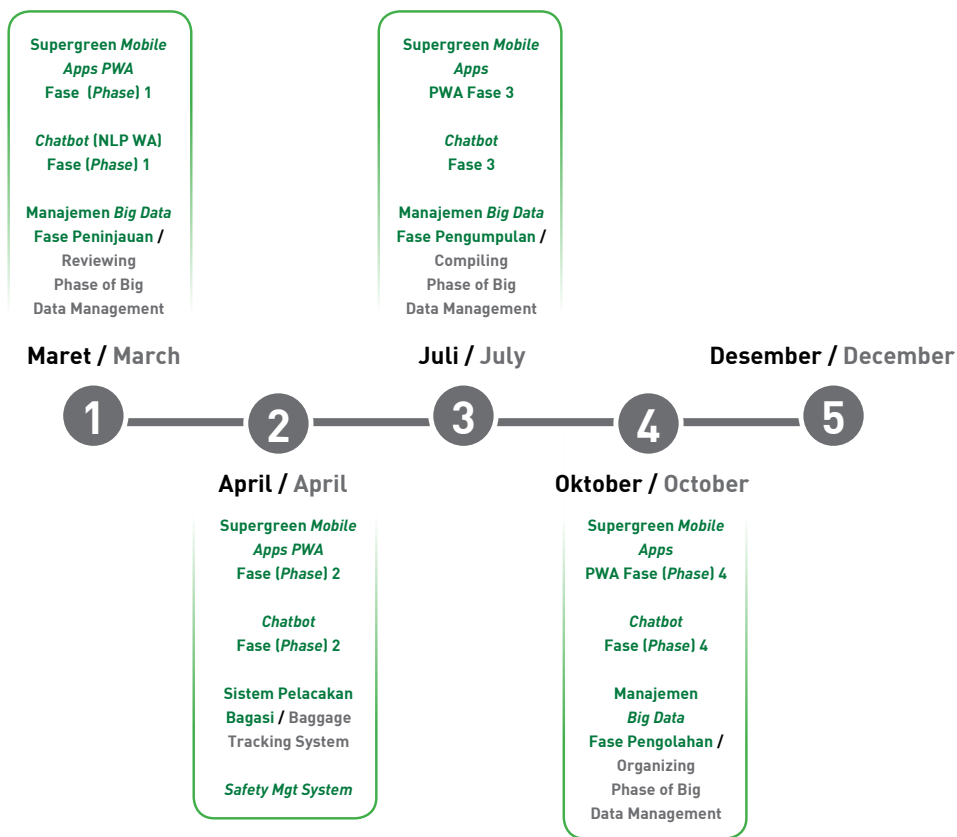 Supergreen Mobile
Apps PWA
Fase (Phase) 1
Chatbot (NLP WA)
Fase (Phase) 1
Manajemen Big Data
Fase Peninjauan /
Reviewing
Phase of Big
Data Management
Maret / March
1
Supergreen Mobile
Apps
PWA Fase 3
Chatbot
Fase 3
Manajemen Big Data
Fase Pengumpulan /
Compiling
Phase of Big
Data Management
Juli / July
3
Desember / December
5
2
April / April
Supergreen Mobile
Apps PWA
Fase (Phase) 2
Chatbot
Fase (Phase) 2
Sistem Pelacakan
Bagasi / Baggage
Tracking System
Safety Mgt System
4
Oktober / October
Supergreen Mobile
Apps
PWA Fase (Phase) 4
Chatbot
Fase (Phase) 4
Manajemen
Big Data
Fase Pengolahan /
Organizing
Phase of Big
Data Management